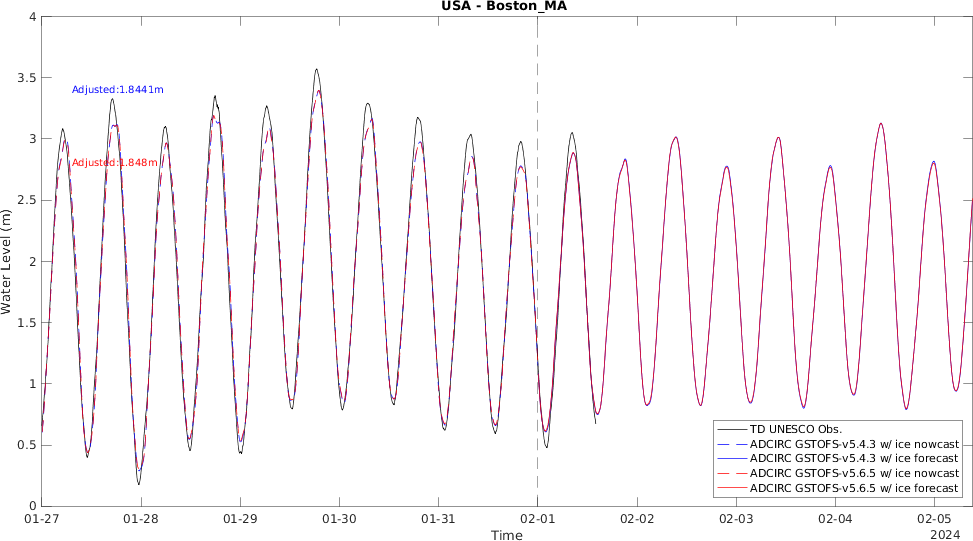 USA - Boston_MA
4
3.5
3
2.5
2
1.5
1
0.5
0
Water Level (m)
Adjusted:1.8441m
Adjusted:1.848m
TD UNESCO Obs.
ADCIRC GSTOFS-v5.4.3 w/ ice nowcast
ADCIRC GSTOFS-v5.4.3 w/ ice forecast
ADCIRC GSTOFS-v5.6.5 w/ ice nowcast
ADCIRC GSTOFS-v5.6.5 w/ ice forecast
01-27 01-28 01-29 01-30 01-31 02-01 02-02 02-03 02-04 02-05
Time
2024